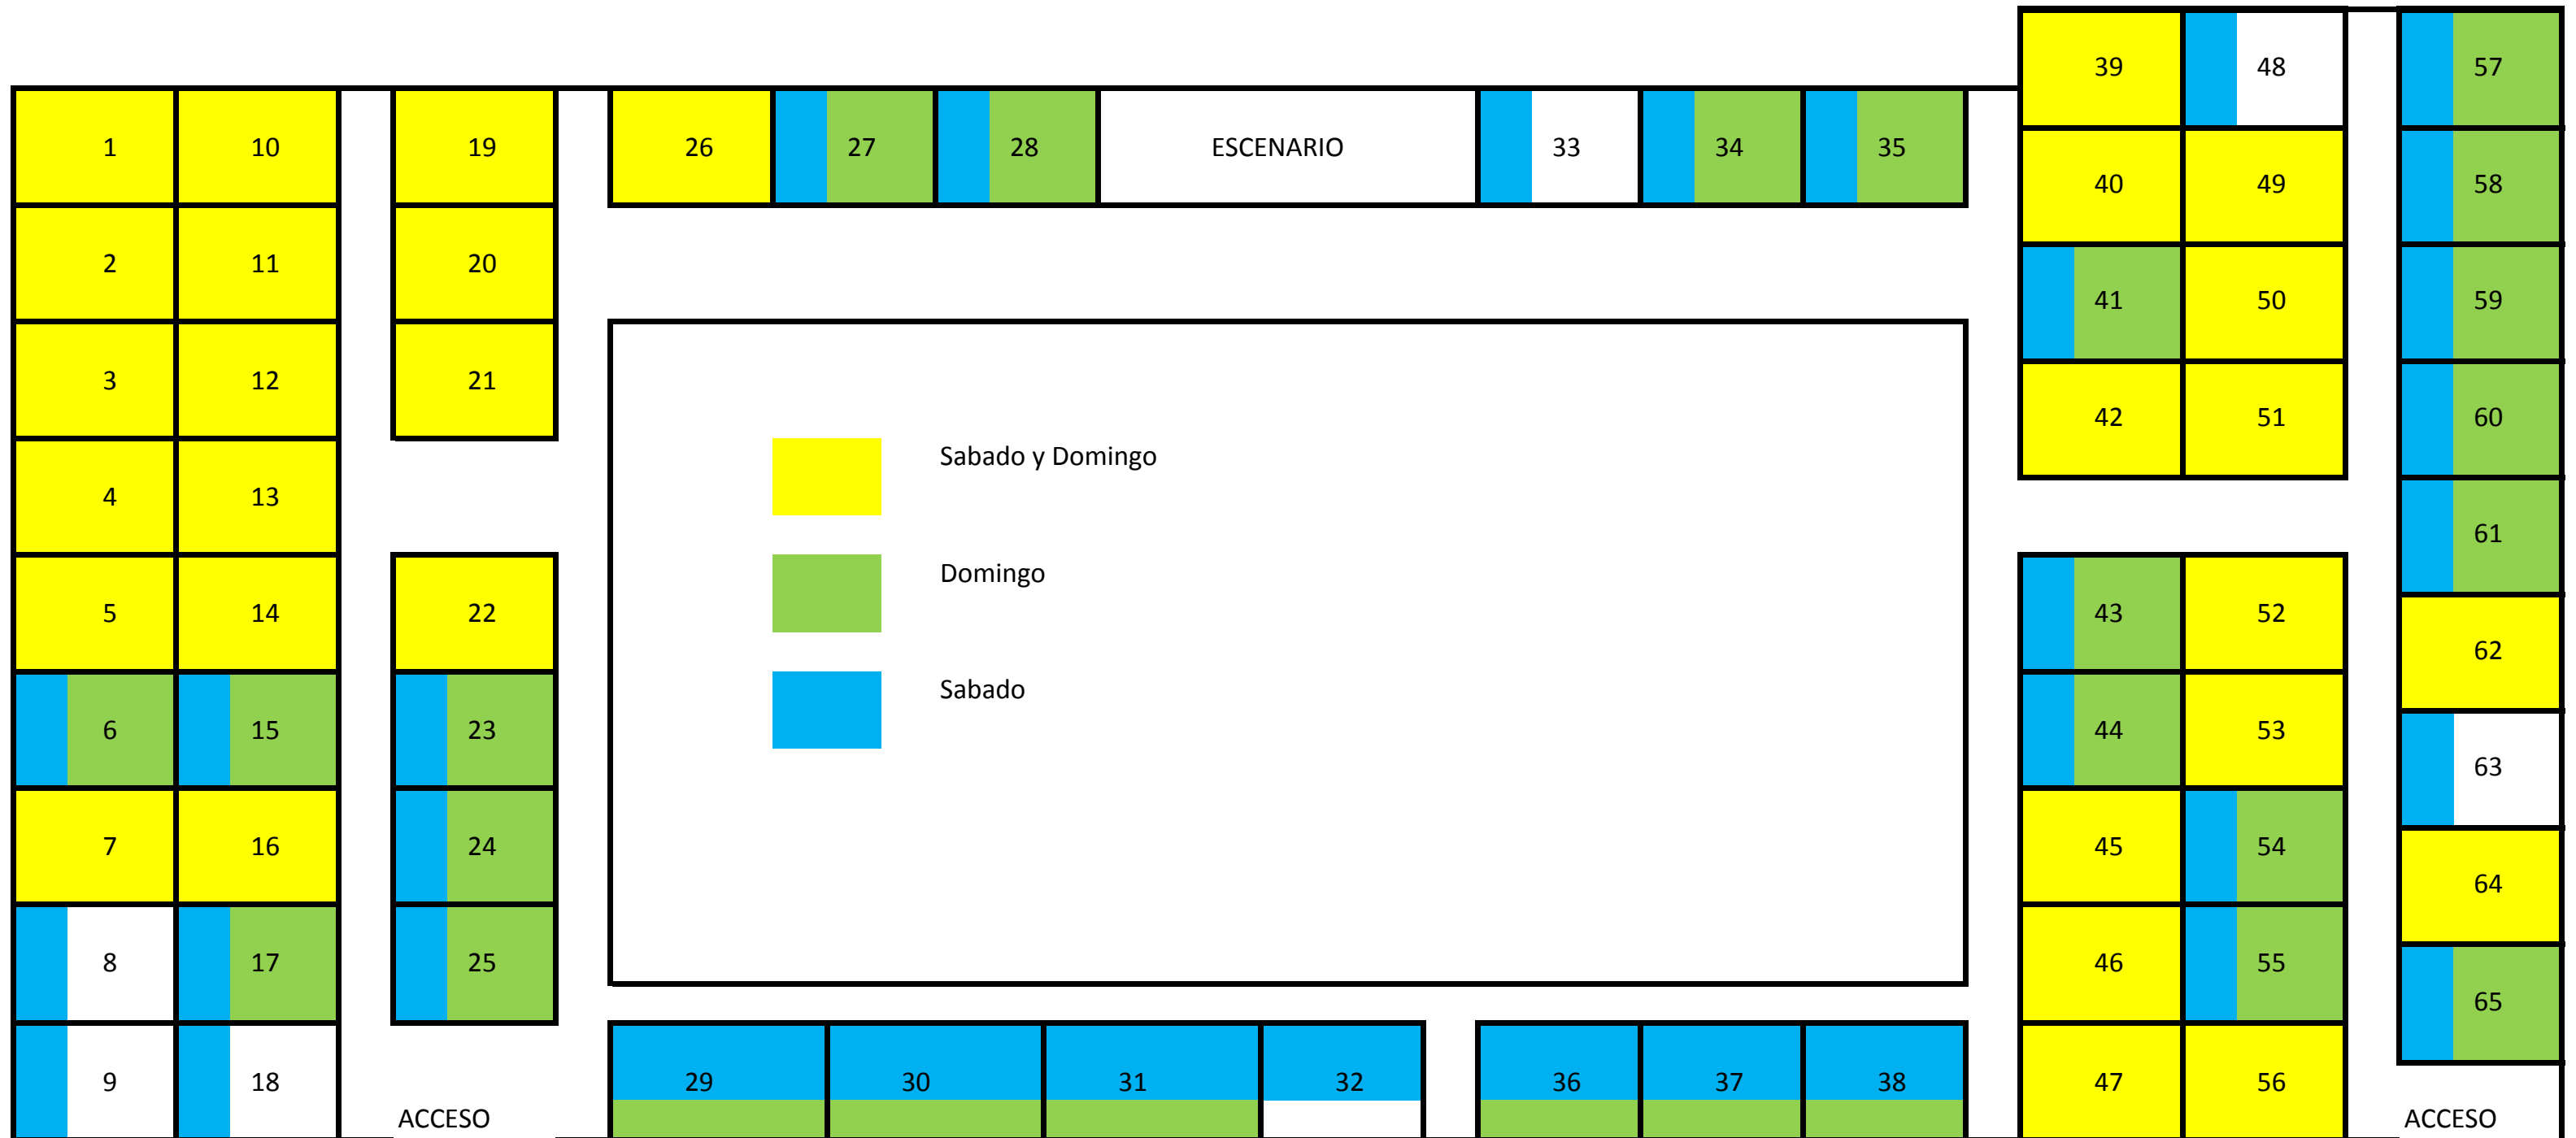 39 48 57
1 10 19 26 27 28 ESCENARIO 33 34 35
40 49 58
2 11 20
41 50 59
3 12 21
42 51 60
Sabado y Domingo
4 13
61
Domingo
5 14 22 43 52
62
Sabado
6 15 23 44 53
63
7 16 24 45 54
64
8 17 25 46 55
65
9 18 29 30 31 32 36 37 38 47 56
ACCESO ACCESO